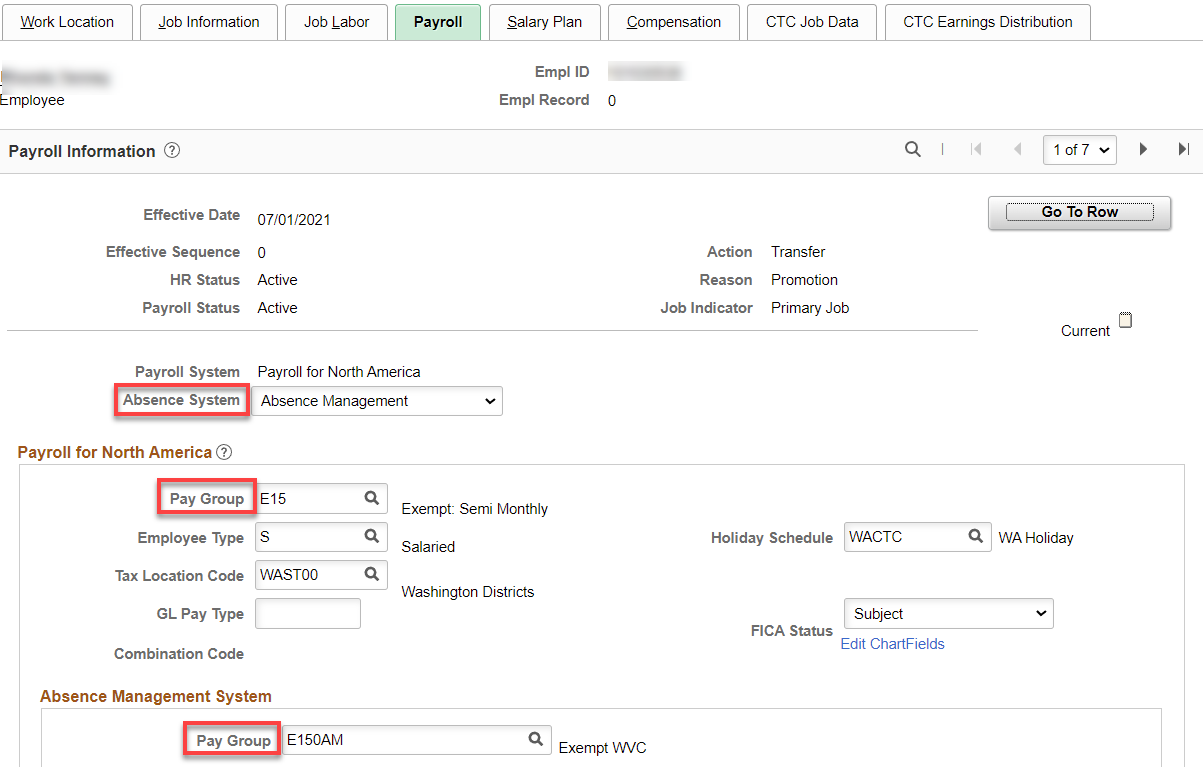 Work Location Job Information Job Labor Payroll Salary Plan Compensation CTC Job Data CTC Earnings Distribution
Empl ID
Employee Empl Record 0
Payroll Information ? 1 of 7
Effective Date 07/01/2021 Go To Row
Effective Sequence 0 Action Transfer
HR Status Active Reason Promotion
Payroll Status Active Job Indicator Primary Job
Current
Payroll System Payroll for North America
Absence System Absence Management
Payroll for North America ?
Pay Group E15 Exempt: Semi Monthly
Employee Type S Salaried Holiday Schedule WACTC WA Holiday
Tax Location Code WAST00 Washington Districts
GL Pay Type FICA Status Subject
Edit ChartFields
Combination Code
Absence Management System
Pay Group E150AM Exempt WVC